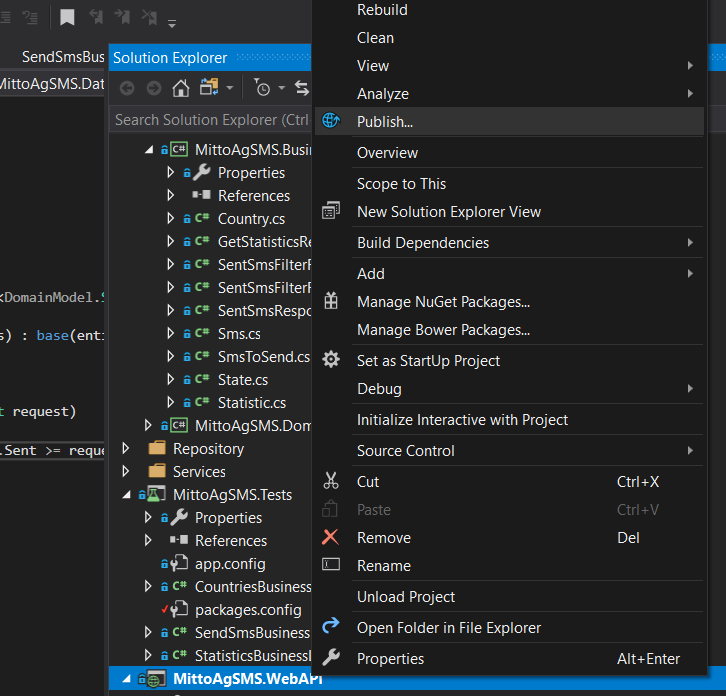 SendSmsBus
MittoAgSMS.Dat
<DomainModel.S
s) : base(enti
t request)
.Sent >= reque
Solution Explorer
Search Solution Explorer (Ctrl
MittoAgSMS.Busi
Properties
References
Country.cs
GetStatisticsRe
SentSmsFilterF
SentSmsFilterF
SentSmsRespo
Sms.cs
SmsToSend.cs
State.cs
Statistic.cs
MittoAgSMS.Dom
Repository
Services
MittoAgSMS.Tests
Properties
References
app.config
CountriesBusiness
packages.config
SendSmsBusiness
StatisticsBusinessL
MittoAgSMS.WebAPI
Rebuild
Clean
View
Analyze
Publish...
Overview
Scope to This
New Solution Explorer View
Build Dependencies
Add
Manage NuGet Packages...
Manage Bower Packages...
Set as StartUp Project
Debug
Initialize Interactive with Project
Source Control
Cut Ctrl+X
Paste Ctrl+V
Remove Del
Rename
Unload Project
Open Folder in File Explorer
Properties Alt+Enter